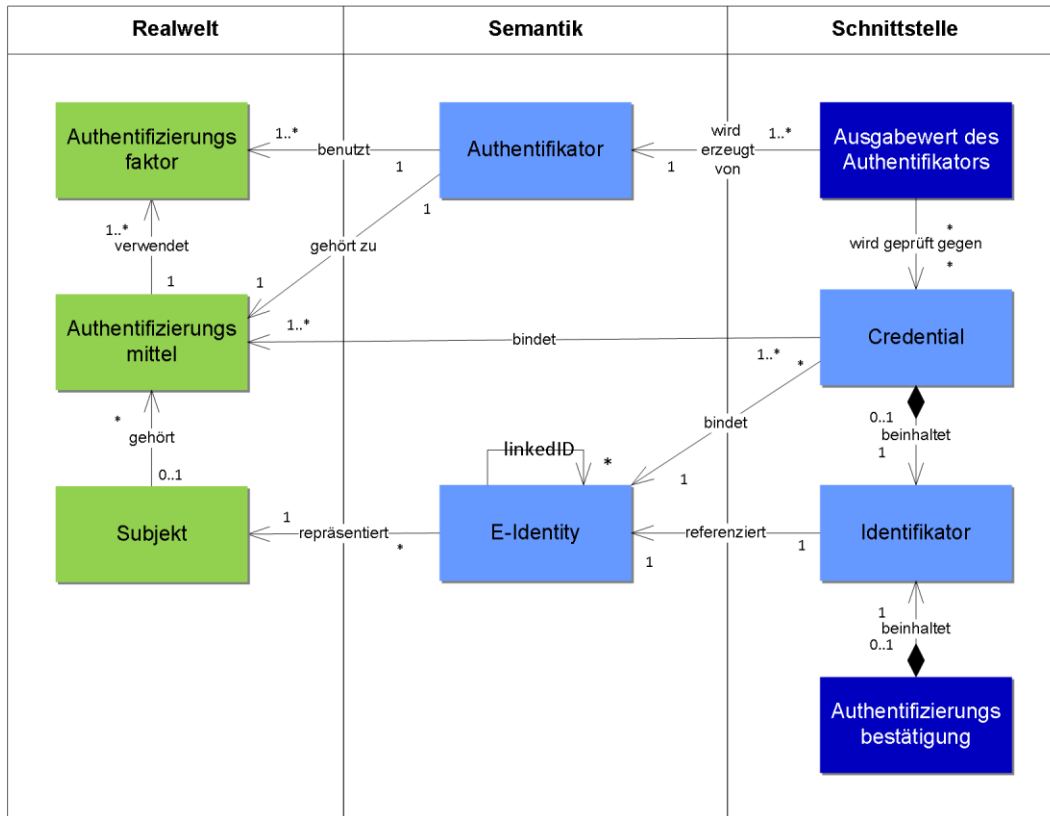 Realwelt
Semantik
Schnittstelle
Authentifizierungs
faktor
1..*
benutzt
1
Authentifikator
1
wird
erzeugt
von
1..*
Ausgabewert des
Authentifikators
1..*
verwendet
1
gehört zu
1
1
*
wird geprüft gegen
*
Authentifizierungs
mittel
1..*
bindet
1..*
Credential
*
bindet
1
*
gehört
0..1
linkedID
*
0..1
beinhaltet
1
Subjekt
1
repräsentiert
*
E-Identity
1
referenziert
1
Identifikator
1
beinhaltet
0..1
Authentifizierungs
bestätigung